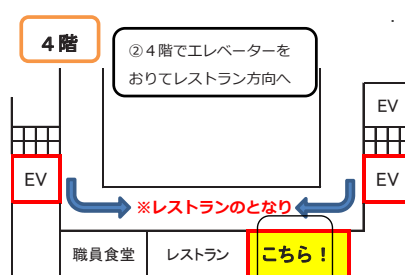 ４階
②４階でエレベーターを
おりてレストラン方向へ
EV
EV
EV
※レストランのとなり
職員食堂
レストラン
こちら！